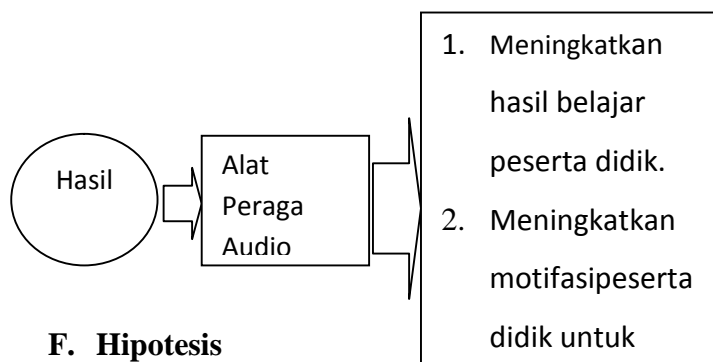 Hasil
Alat
Peraga
Audio
1. Meningkatkan
hasil belajar
peserta didik.
2. Meningkatkan
motifasipeserta
didik untuk
F. Hipotesis